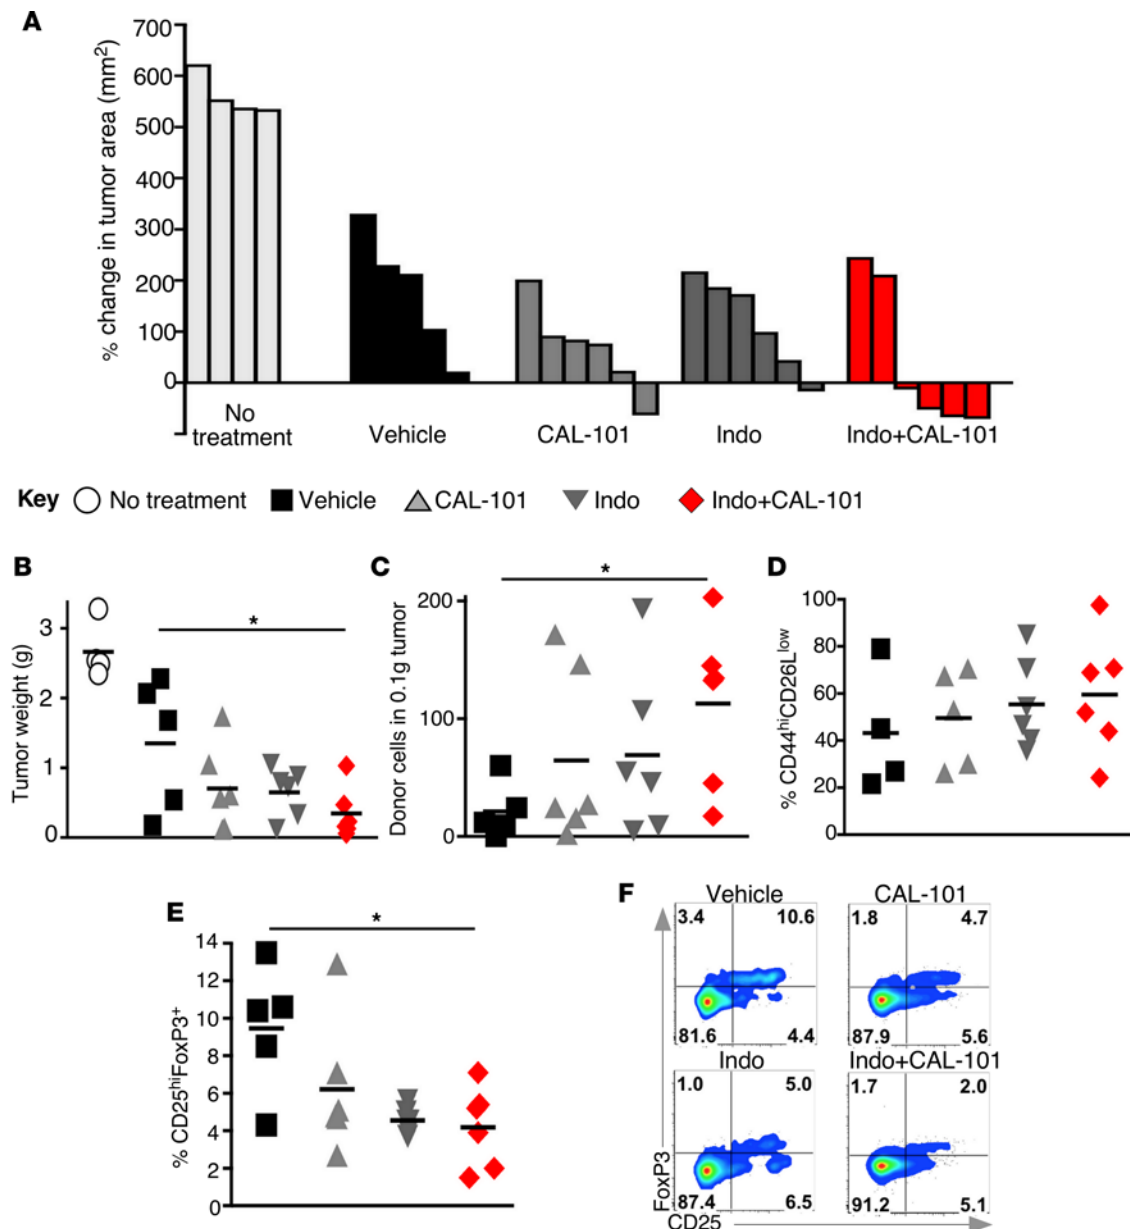 A
% change in tumor area (mm²)
700
600
500
400
300
200
100
0
No treatment
Vehicle
CAL-101
Indo
Indo+CAL-101
Key No treatment Vehicle CAL-101 Indo Indo+CAL-101
B
Tumor weight (g)
3
2
1
0
*
C
Donor cells in 0.1g tumor
200
100
0
*
D
% CD44ʰⁱCD26Lˡᵒʷ
100
80
60
40
20
0
E
% CD25ʰⁱFoxP3⁺
14
12
10
8
6
4
2
0
*
F
Vehicle
3.4 10.6
81.6 4.4
CAL-101
1.8 4.7
87.9 5.6
Indo
1.0 5.0
87.4 6.5
Indo+CAL-101
1.7 2.0
91.2 5.1
FoxP3
CD25